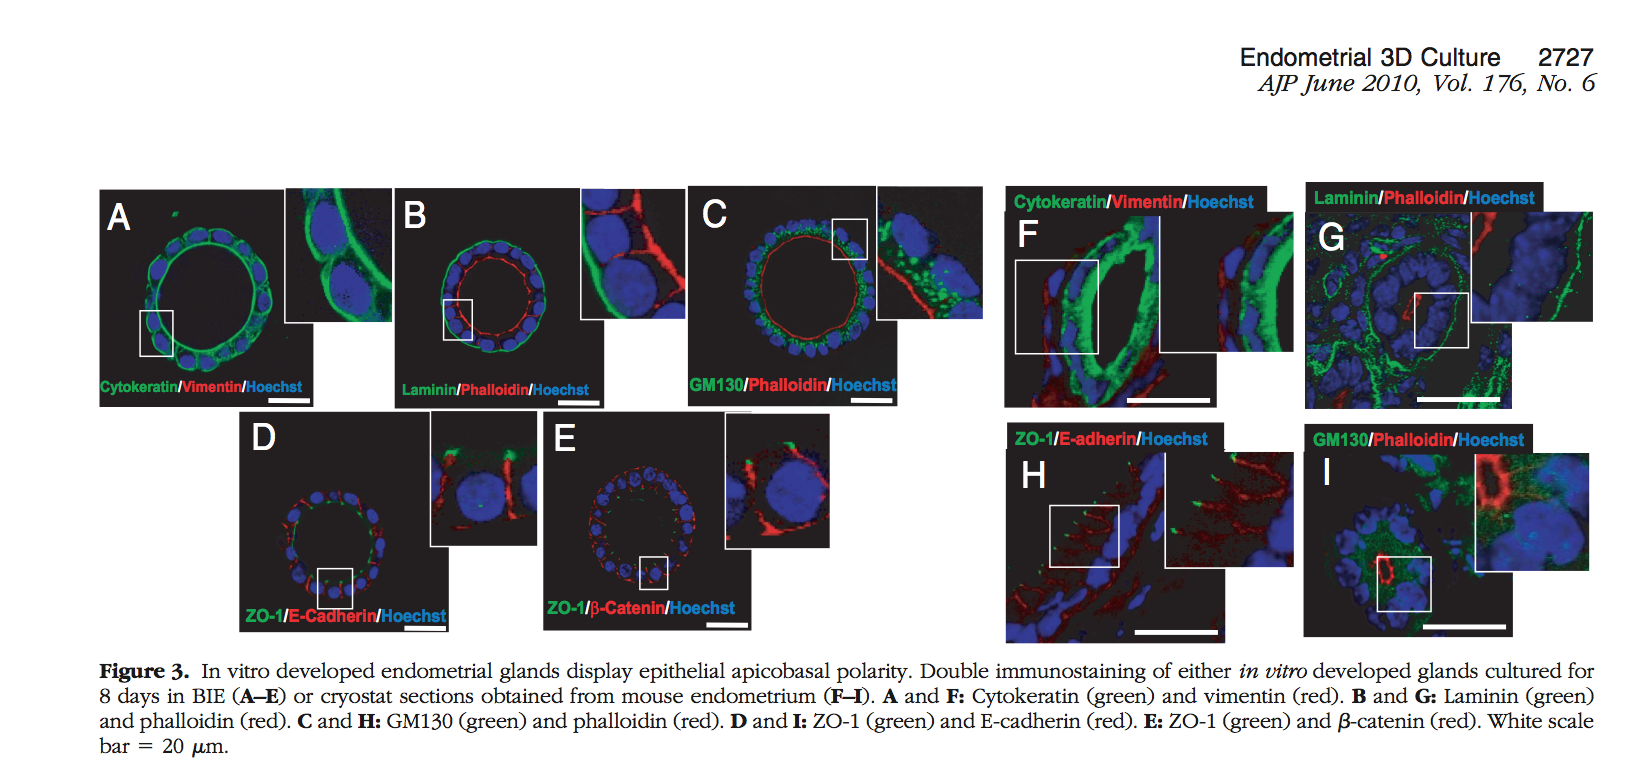 Endometrial 3D Culture 2727
AJP June 2010, Vol. 176, No. 6
A
Cytokeratin/Vimentin/Hoechst
B
Laminin/Phalloidin/Hoechst
C
GM130/Phalloidin/Hoechst
Cytokeratin/Vimentin/Hoechst
F
Laminin/Phalloidin/Hoechst
G
D
ZO-1/E-Cadherin/Hoechst
E
ZO-1/β-Catenin/Hoechst
ZO-1/E-adherin/Hoechst
H
GM130/Phalloidin/Hoechst
I
Figure 3. In vitro developed endometrial glands display epithelial apicobasal polarity. Double immunostaining of either in vitro developed glands cultured for
8 days in BIE (A–E) or cryostat sections obtained from mouse endometrium (F–I). A and F: Cytokeratin (green) and vimentin (red). B and G: Laminin (green)
and phalloidin (red). C and H: GM130 (green) and phalloidin (red). D and I: ZO-1 (green) and E-cadherin (red). E: ZO-1 (green) and β-catenin (red). White scale
bar = 20 μm.